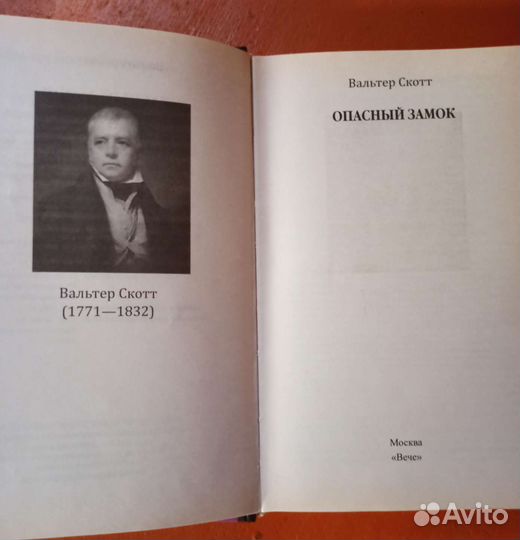 Вальтер Скотт
(1771—1832)
Вальтер Скотт
ОПАСНЫЙ ЗАМОК
Москва
«Вече»
Avito